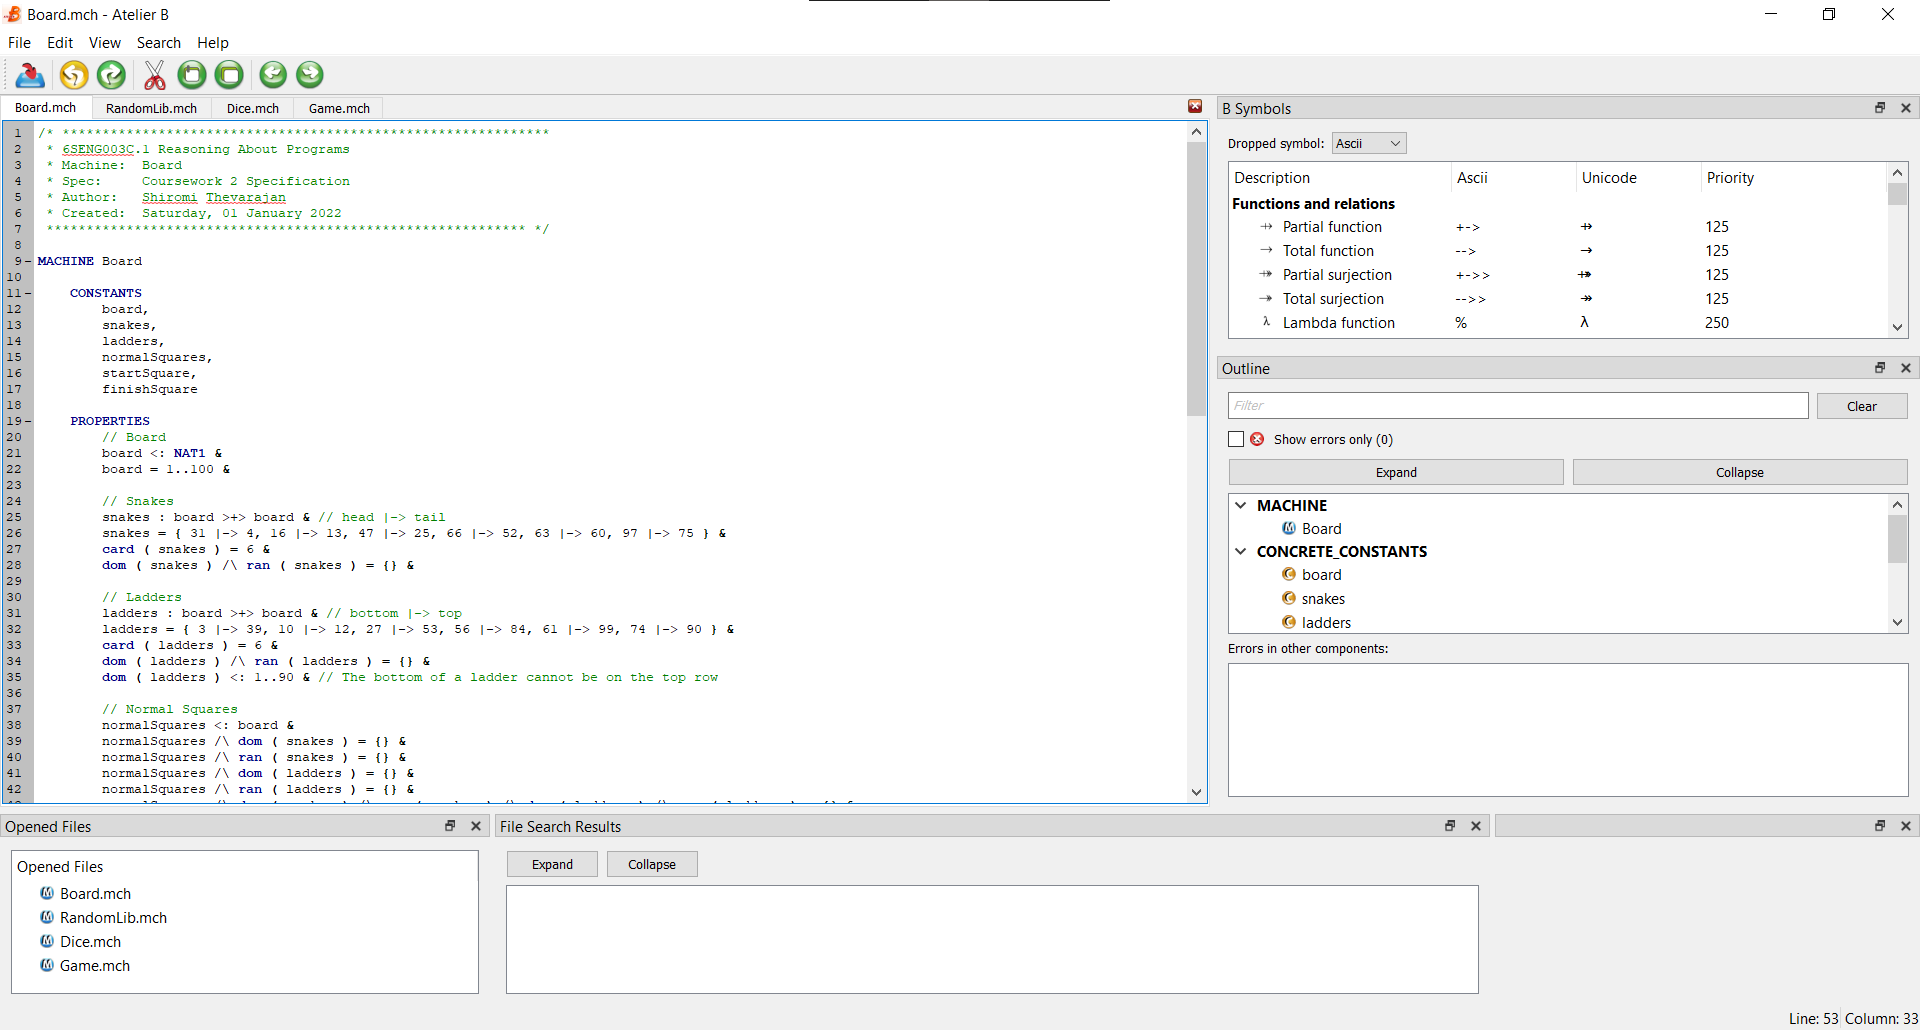 Board.mch - Atelier B
File Edit View Search Help
Board.mch RandomLib.mch Dice.mch Game.mch
1 /* *************************************************************
2 * 6SENG003C.1 Reasoning About Programs
3 * Machine: Board
4 * Spec: Coursework 2 Specification
5 * Author: Shiromi Thevarajan
6 * Created: Saturday, 01 January 2022
7 ************************************************************ */
8
9 MACHINE Board
10
11 CONSTANTS
12 board,
13 snakes,
14 ladders,
15 normalSquares,
16 startSquare,
17 finishSquare
18
19 PROPERTIES
20 // Board
21 board <: NAT1 &
22 board = 1..100 &
23
24 // Snakes
25 snakes : board >+> board & // head |-> tail
26 snakes = { 31 |-> 4, 16 |-> 13, 47 |-> 25, 66 |-> 52, 63 |-> 60, 97 |-> 75 } &
27 card ( snakes ) = 6 &
28 dom ( snakes ) /\ ran ( snakes ) = {} &
29
30 // Ladders
31 ladders : board >+> board & // bottom |-> top
32 ladders = { 3 |-> 39, 10 |-> 12, 27 |-> 53, 56 |-> 84, 61 |-> 99, 74 |-> 90 } &
33 card ( ladders ) = 6 &
34 dom ( ladders ) /\ ran ( ladders ) = {} &
35 dom ( ladders ) <: 1..90 & // The bottom of a ladder cannot be on the top row
36
37 // Normal Squares
38 normalSquares <: board &
39 normalSquares /\ dom ( snakes ) = {} &
40 normalSquares /\ ran ( snakes ) = {} &
41 normalSquares /\ dom ( ladders ) = {} &
42 normalSquares /\ ran ( ladders ) = {} &
B Symbols
Dropped symbol: Ascii
Description Ascii Unicode Priority
Functions and relations
⇸ Partial function +-> ⇸ 125
→ Total function --> → 125
⤀ Partial surjection +->> ⤀ 125
↠ Total surjection -->> ↠ 125
λ Lambda function % λ 250
Outline
Filter
Clear
Show errors only (0)
Expand Collapse
MACHINE
Board
CONCRETE_CONSTANTS
board
snakes
ladders
Errors in other components:
Opened Files
Opened Files
Board.mch
RandomLib.mch
Dice.mch
Game.mch
File Search Results
Expand Collapse
Line: 53 Column: 33